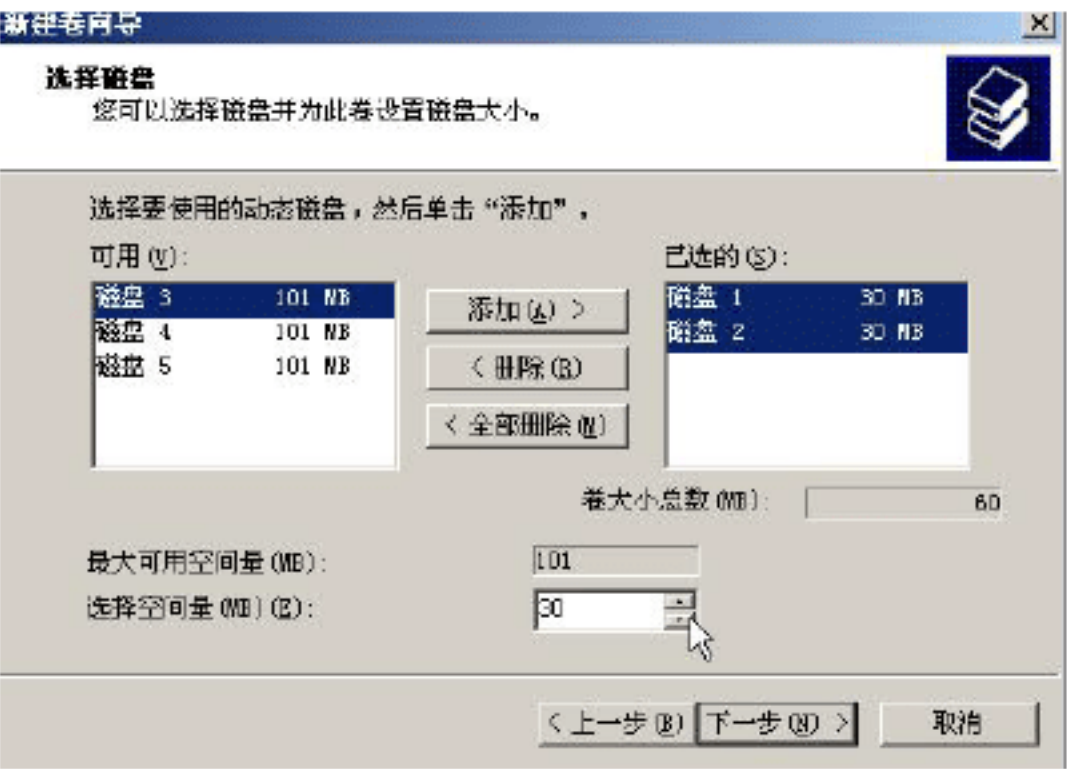 新建卷向导
选择磁盘
您可以选择磁盘并为此卷设置磁盘大小。
选择要使用的动态磁盘,然后单击“添加”。
可用(V):
已选的(S):
磁盘 3 101 MB
磁盘 4 101 MB
磁盘 5 101 MB
添加(A) >
< 删除(R)
< 全部删除(M)
磁盘 1 30 MB
磁盘 2 30 MB
卷大小总数(MB): 60
最大可用空间量(MB): 101
选择空间量(MB)(E): 30
< 上一步(B)
下一步(N) >
取消